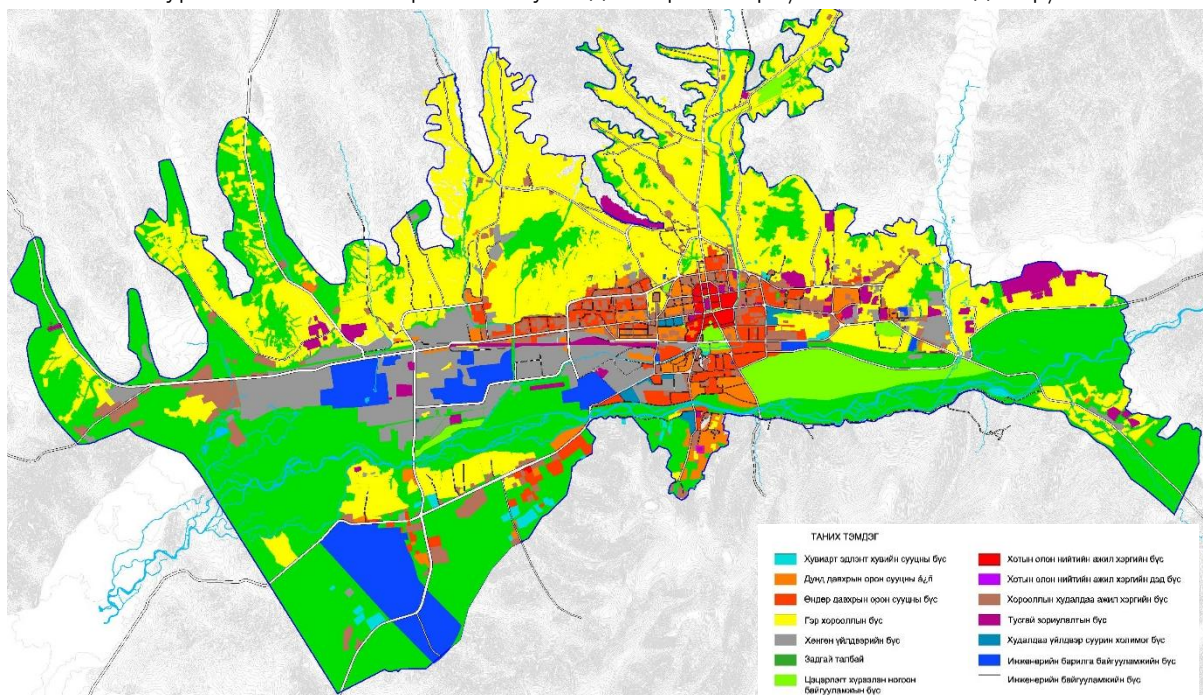 ТАНИХ ТЭМДЭГ
Хувиарт эдлэнт хувийн сууцны бүс
Дунд давхрын орон сууцны á¿ñ
Өндөр давхрын орон сууцны бүс
Гэр хорооллын бүс
Хөнгөн үйлдвэрийн бүс
Задгай талбай
Цэцэрлэгт хүрээлэн ногоон
байгууламжын бүс
Хотын олон нийтийн ажил хэргийн бүс
Хотын олон нийтийн ажил хэргийн дэд бүс
Хорооллын худалдаа ажил хэргийн бүс
Тусгай зориулалтын бүс
Худалдаа үйлдвэр суурин холимог бүс
Инженерийн барилга байгууламжийн бүс
Инженерийн байгууламжийн бүс